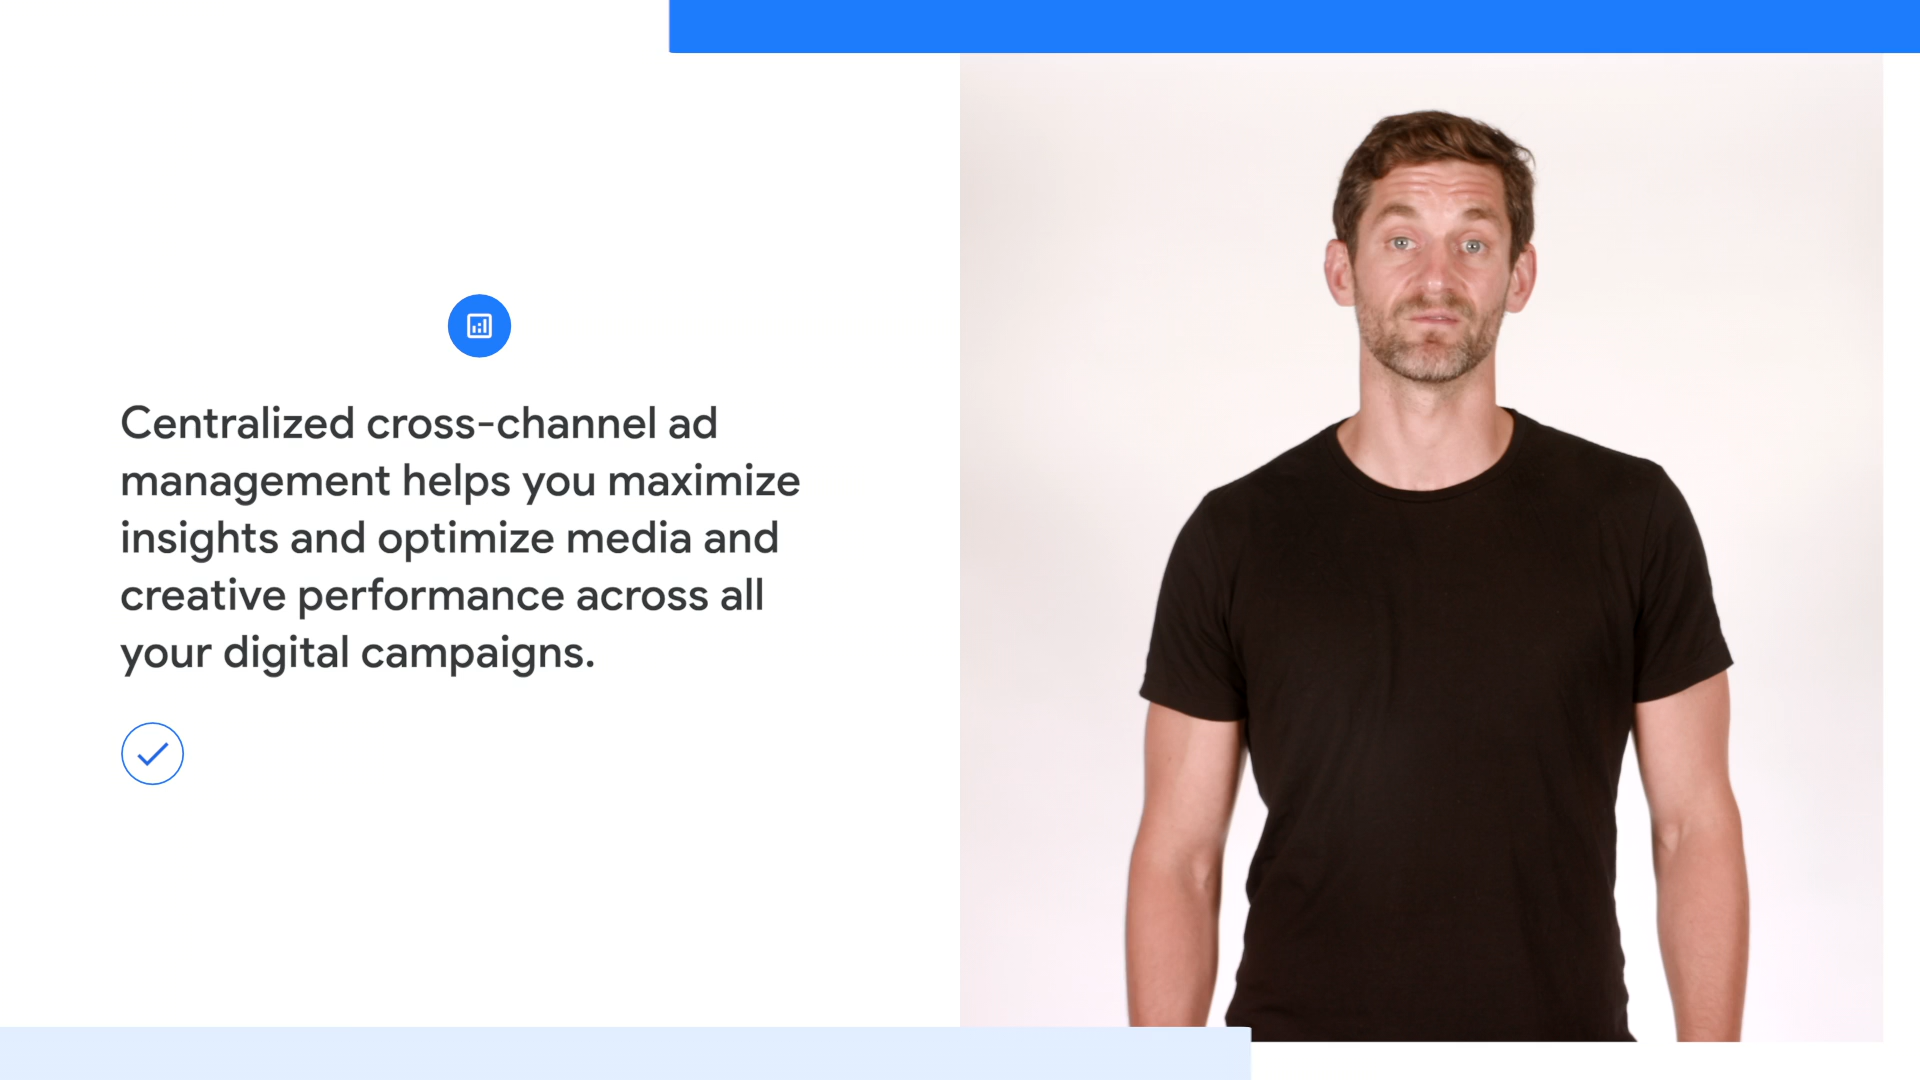 Centralized cross-channel ad
management helps you maximize
insights and optimize media and
creative performance across all
your digital campaigns.